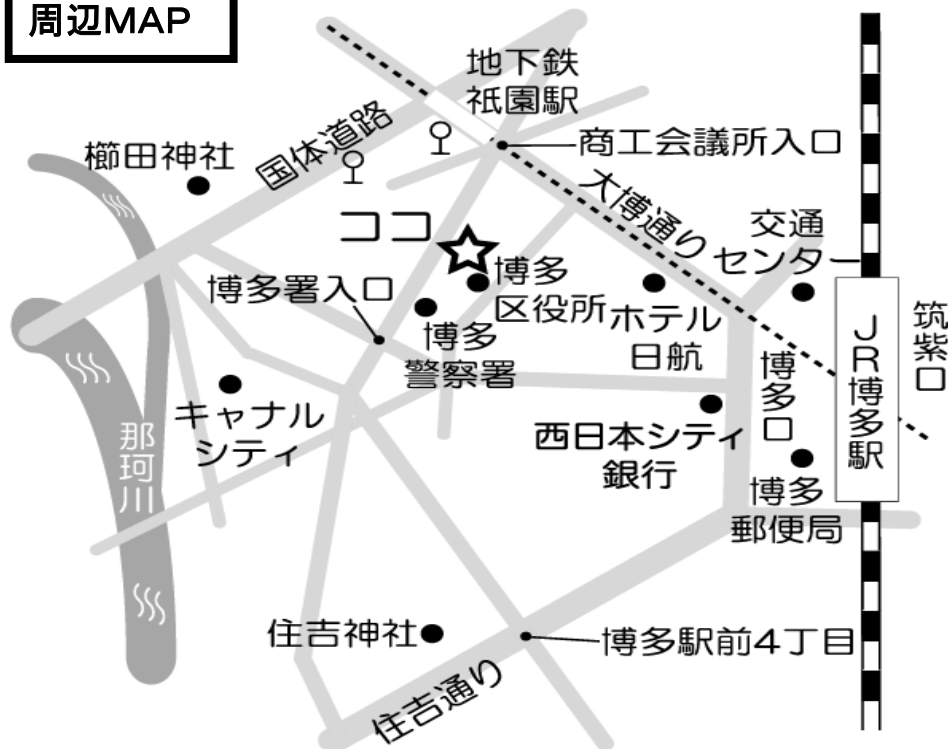 周辺MAP
地下鉄
祇園駅
商工会議所入口
櫛田神社
国体道路
大博通り
交通
センター
ココ
博多
区役所
博多署入口
博多
警察署
ホテル
日航
JR博多駅
筑紫口
博多口
キャナル
シティ
西日本シティ
銀行
那珂川
博多
郵便局
住吉神社
博多駅前4丁目
住吉通り